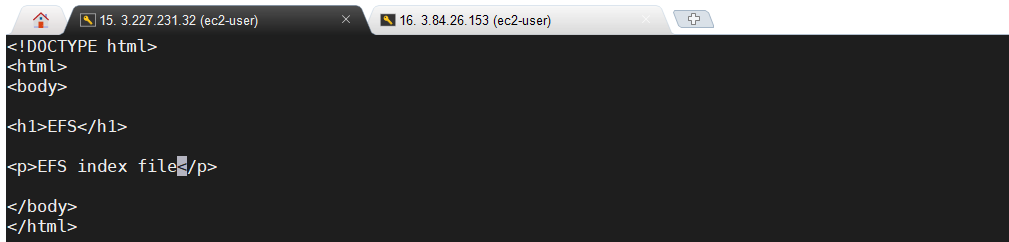 15. 3.227.231.32 (ec2-user)
16. 3.84.26.153 (ec2-user)
<!DOCTYPE html>
<html>
<body>
<h1>EFS</h1>
<p>EFS index file</p>
</body>
</html>